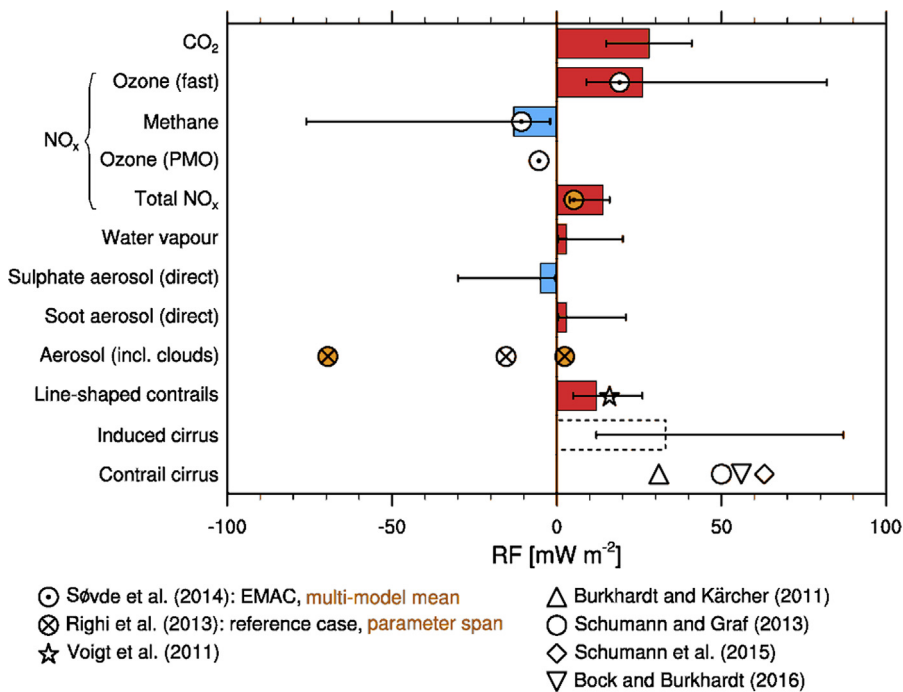 CO₂
Ozone (fast)
Methane
NOₓ
Ozone (PMO)
Total NOₓ
Water vapour
Sulphate aerosol (direct)
Soot aerosol (direct)
Aerosol (incl. clouds)
Line-shaped contrails
Induced cirrus
Contrail cirrus
-100 -50 0 50 100
RF [mW m⁻²]
Søvde et al. (2014): EMAC, multi-model mean
Righi et al. (2013): reference case, parameter span
Voigt et al. (2011)
Burkhardt and Kärcher (2011)
Schumann and Graf (2013)
Schumann et al. (2015)
Bock and Burkhardt (2016)